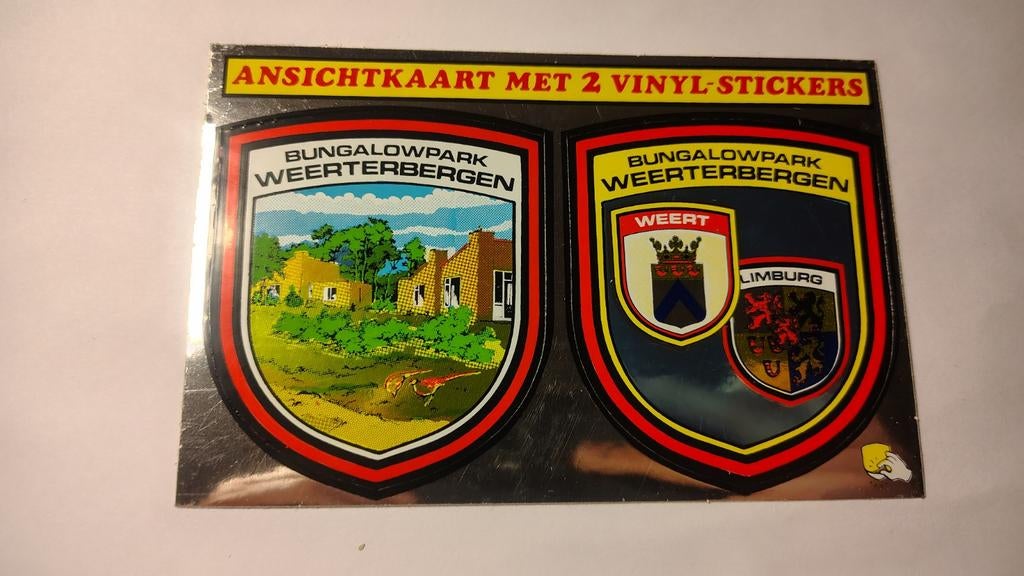 ANSICHTKAART MET 2 VINYL-STICKERS
BUNGALOWPARK
WEERTERBERGEN
BUNGALOWPARK
WEERTERBERGEN
WEERT
LIMBURG